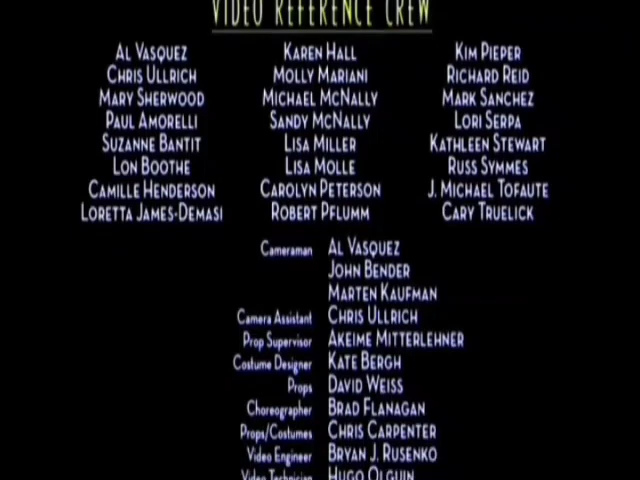 VIDEO REFERENCE CREW
AL VASQUEZ KAREN HALL KIM PIEPER
CHRIS ULLRICH MOLLY MARIANI RICHARD REID
MARY SHERWOOD MICHAEL MCNALLY MARK SANCHEZ
PAUL AMORELLI SANDY MCNALLY LORI SERPA
SUZANNE BANTIT LISA MILLER KATHLEEN STEWART
LON BOOTHE LISA MOLLE RUSS SYMMES
CAMILLE HENDERSON CAROLYN PETERSON J. MICHAEL TOFAUTE
LORETTA JAMES-DEMASI ROBERT PFLUMM CARY TRUELICK
Cameraman AL VASQUEZ
JOHN BENDER
MARTEN KAUFMAN
Camera Assistant CHRIS ULLRICH
Prop Supervisor AKEIME MITTERLEHNER
Costume Designer KATE BERGH
Props DAVID WEISS
Choreographer BRAD FLANAGAN
Props/Costumes CHRIS CARPENTER
Video Engineer BRYAN J. RUSENKO
Video Technician HUGO OLGUIN